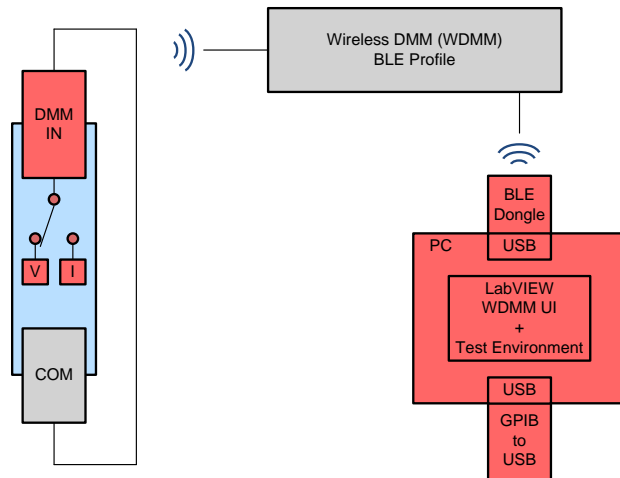 Wireless DMM (WDMM)
BLE Profile
DMM
IN
V
I
COM
BLE
Dongle
PC
USB
LabVIEW
WDMM UI
+
Test Environment
USB
GPIB
to
USB